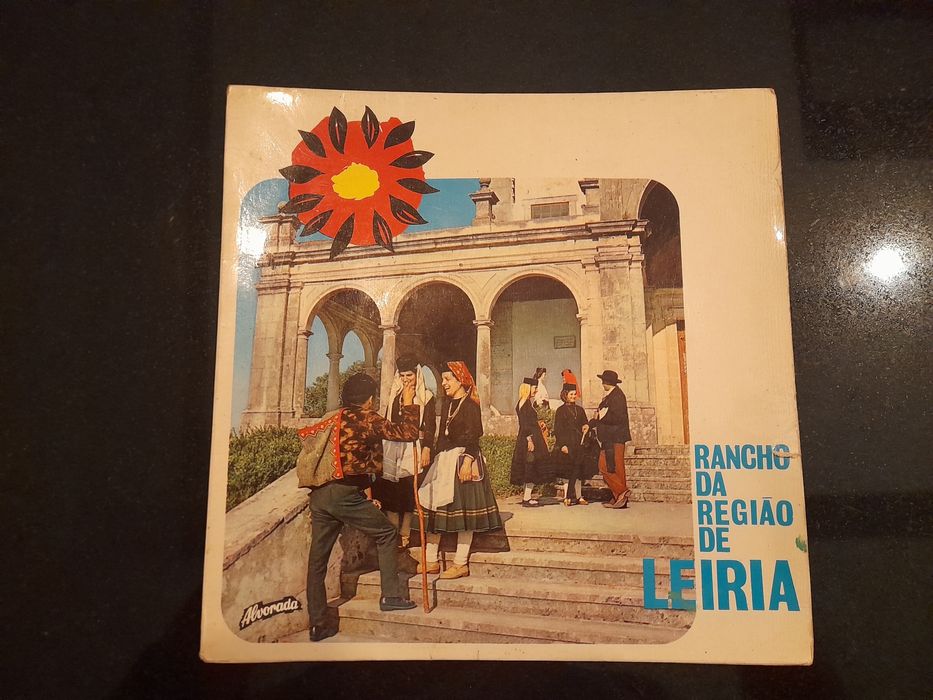 RANCHO
DA
REGIÃO
DE
LEIRIA
Alvorada